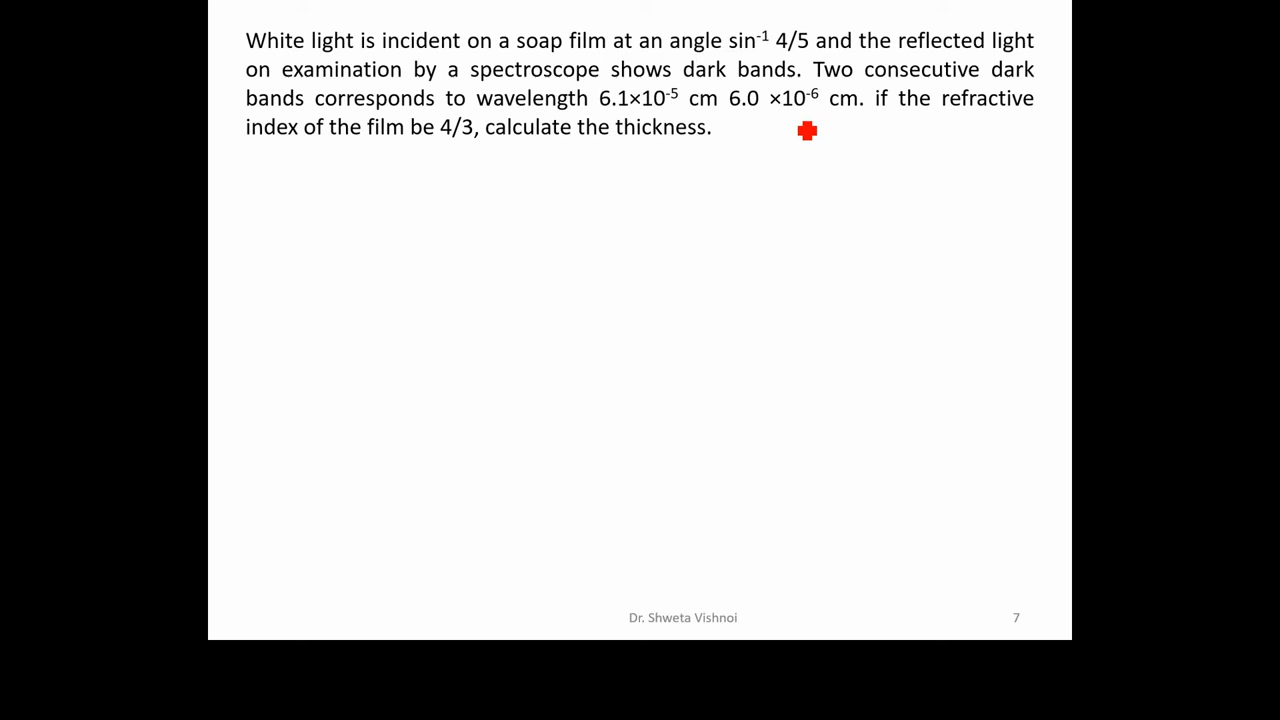 White light is incident on a soap film at an angle sin⁻¹ 4/5 and the reflected light
on examination by a spectroscope shows dark bands. Two consecutive dark
bands corresponds to wavelength 6.1×10⁻⁵ cm 6.0 ×10⁻⁶ cm. if the refractive
index of the film be 4/3, calculate the thickness.
Dr. Shweta Vishnoi
7